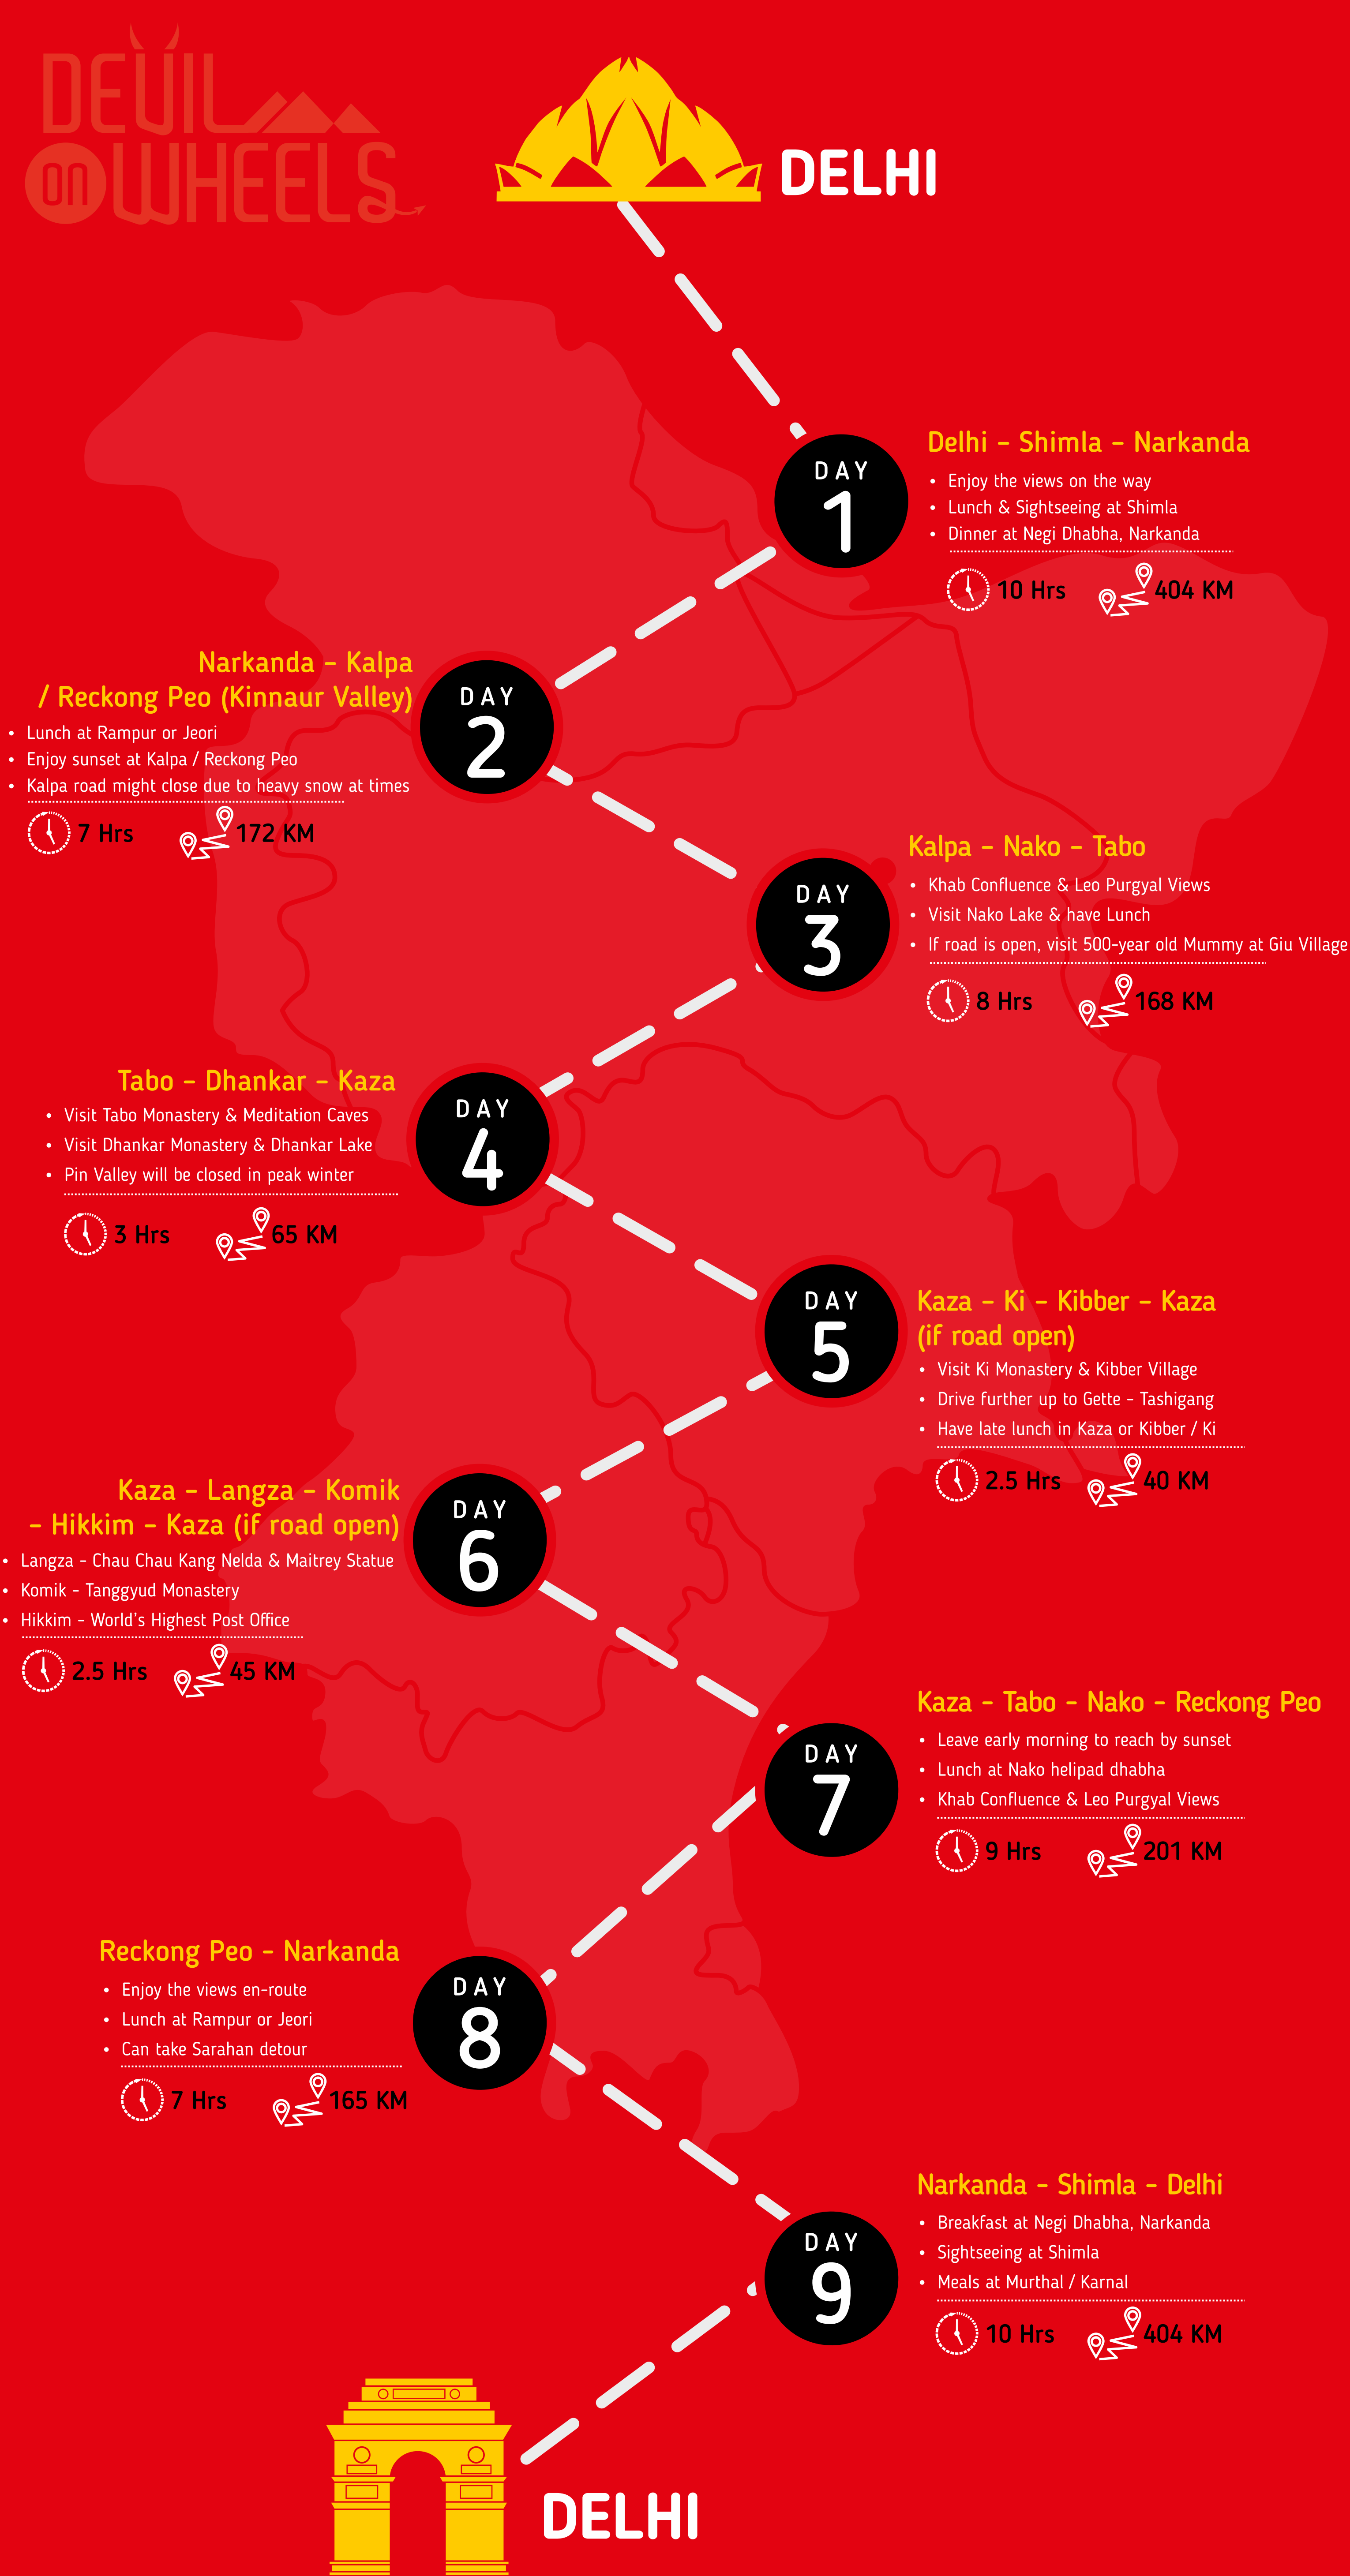 DEVIL
ON WHEELS
DELHI
DAY
1
Delhi - Shimla - Narkanda
• Enjoy the views on the way
• Lunch & Sightseeing at Shimla
• Dinner at Negi Dhabha, Narkanda
10 Hrs 404 KM
Narkanda - Kalpa
/ Reckong Peo (Kinnaur Valley)
• Lunch at Rampur or Jeori
• Enjoy sunset at Kalpa / Reckong Peo
• Kalpa road might close due to heavy snow at times
7 Hrs 172 KM
DAY
2
DAY
3
Kalpa - Nako - Tabo
• Khab Confluence & Leo Purgyal Views
• Visit Nako Lake & have Lunch
• If road is open, visit 500-year old Mummy at Giu Village
8 Hrs 168 KM
Tabo - Dhankar - Kaza
• Visit Tabo Monastery & Meditation Caves
• Visit Dhankar Monastery & Dhankar Lake
• Pin Valley will be closed in peak winter
3 Hrs 65 KM
DAY
4
DAY
5
Kaza - Ki - Kibber - Kaza
(if road open)
• Visit Ki Monastery & Kibber Village
• Drive further up to Gette - Tashigang
• Have late lunch in Kaza or Kibber / Ki
2.5 Hrs 40 KM
Kaza - Langza - Komik
- Hikkim - Kaza (if road open)
• Langza - Chau Chau Kang Nelda & Maitrey Statue
• Komik - Tanggyud Monastery
• Hikkim - World's Highest Post Office
2.5 Hrs 45 KM
DAY
6
DAY
7
Kaza - Tabo - Nako - Reckong Peo
• Leave early morning to reach by sunset
• Lunch at Nako helipad dhabha
• Khab Confluence & Leo Purgyal Views
9 Hrs 201 KM
Reckong Peo - Narkanda
• Enjoy the views en-route
• Lunch at Rampur or Jeori
• Can take Sarahan detour
7 Hrs 165 KM
DAY
8
DAY
9
Narkanda - Shimla - Delhi
• Breakfast at Negi Dhabha, Narkanda
• Sightseeing at Shimla
• Meals at Murthal / Karnal
10 Hrs 404 KM
DELHI